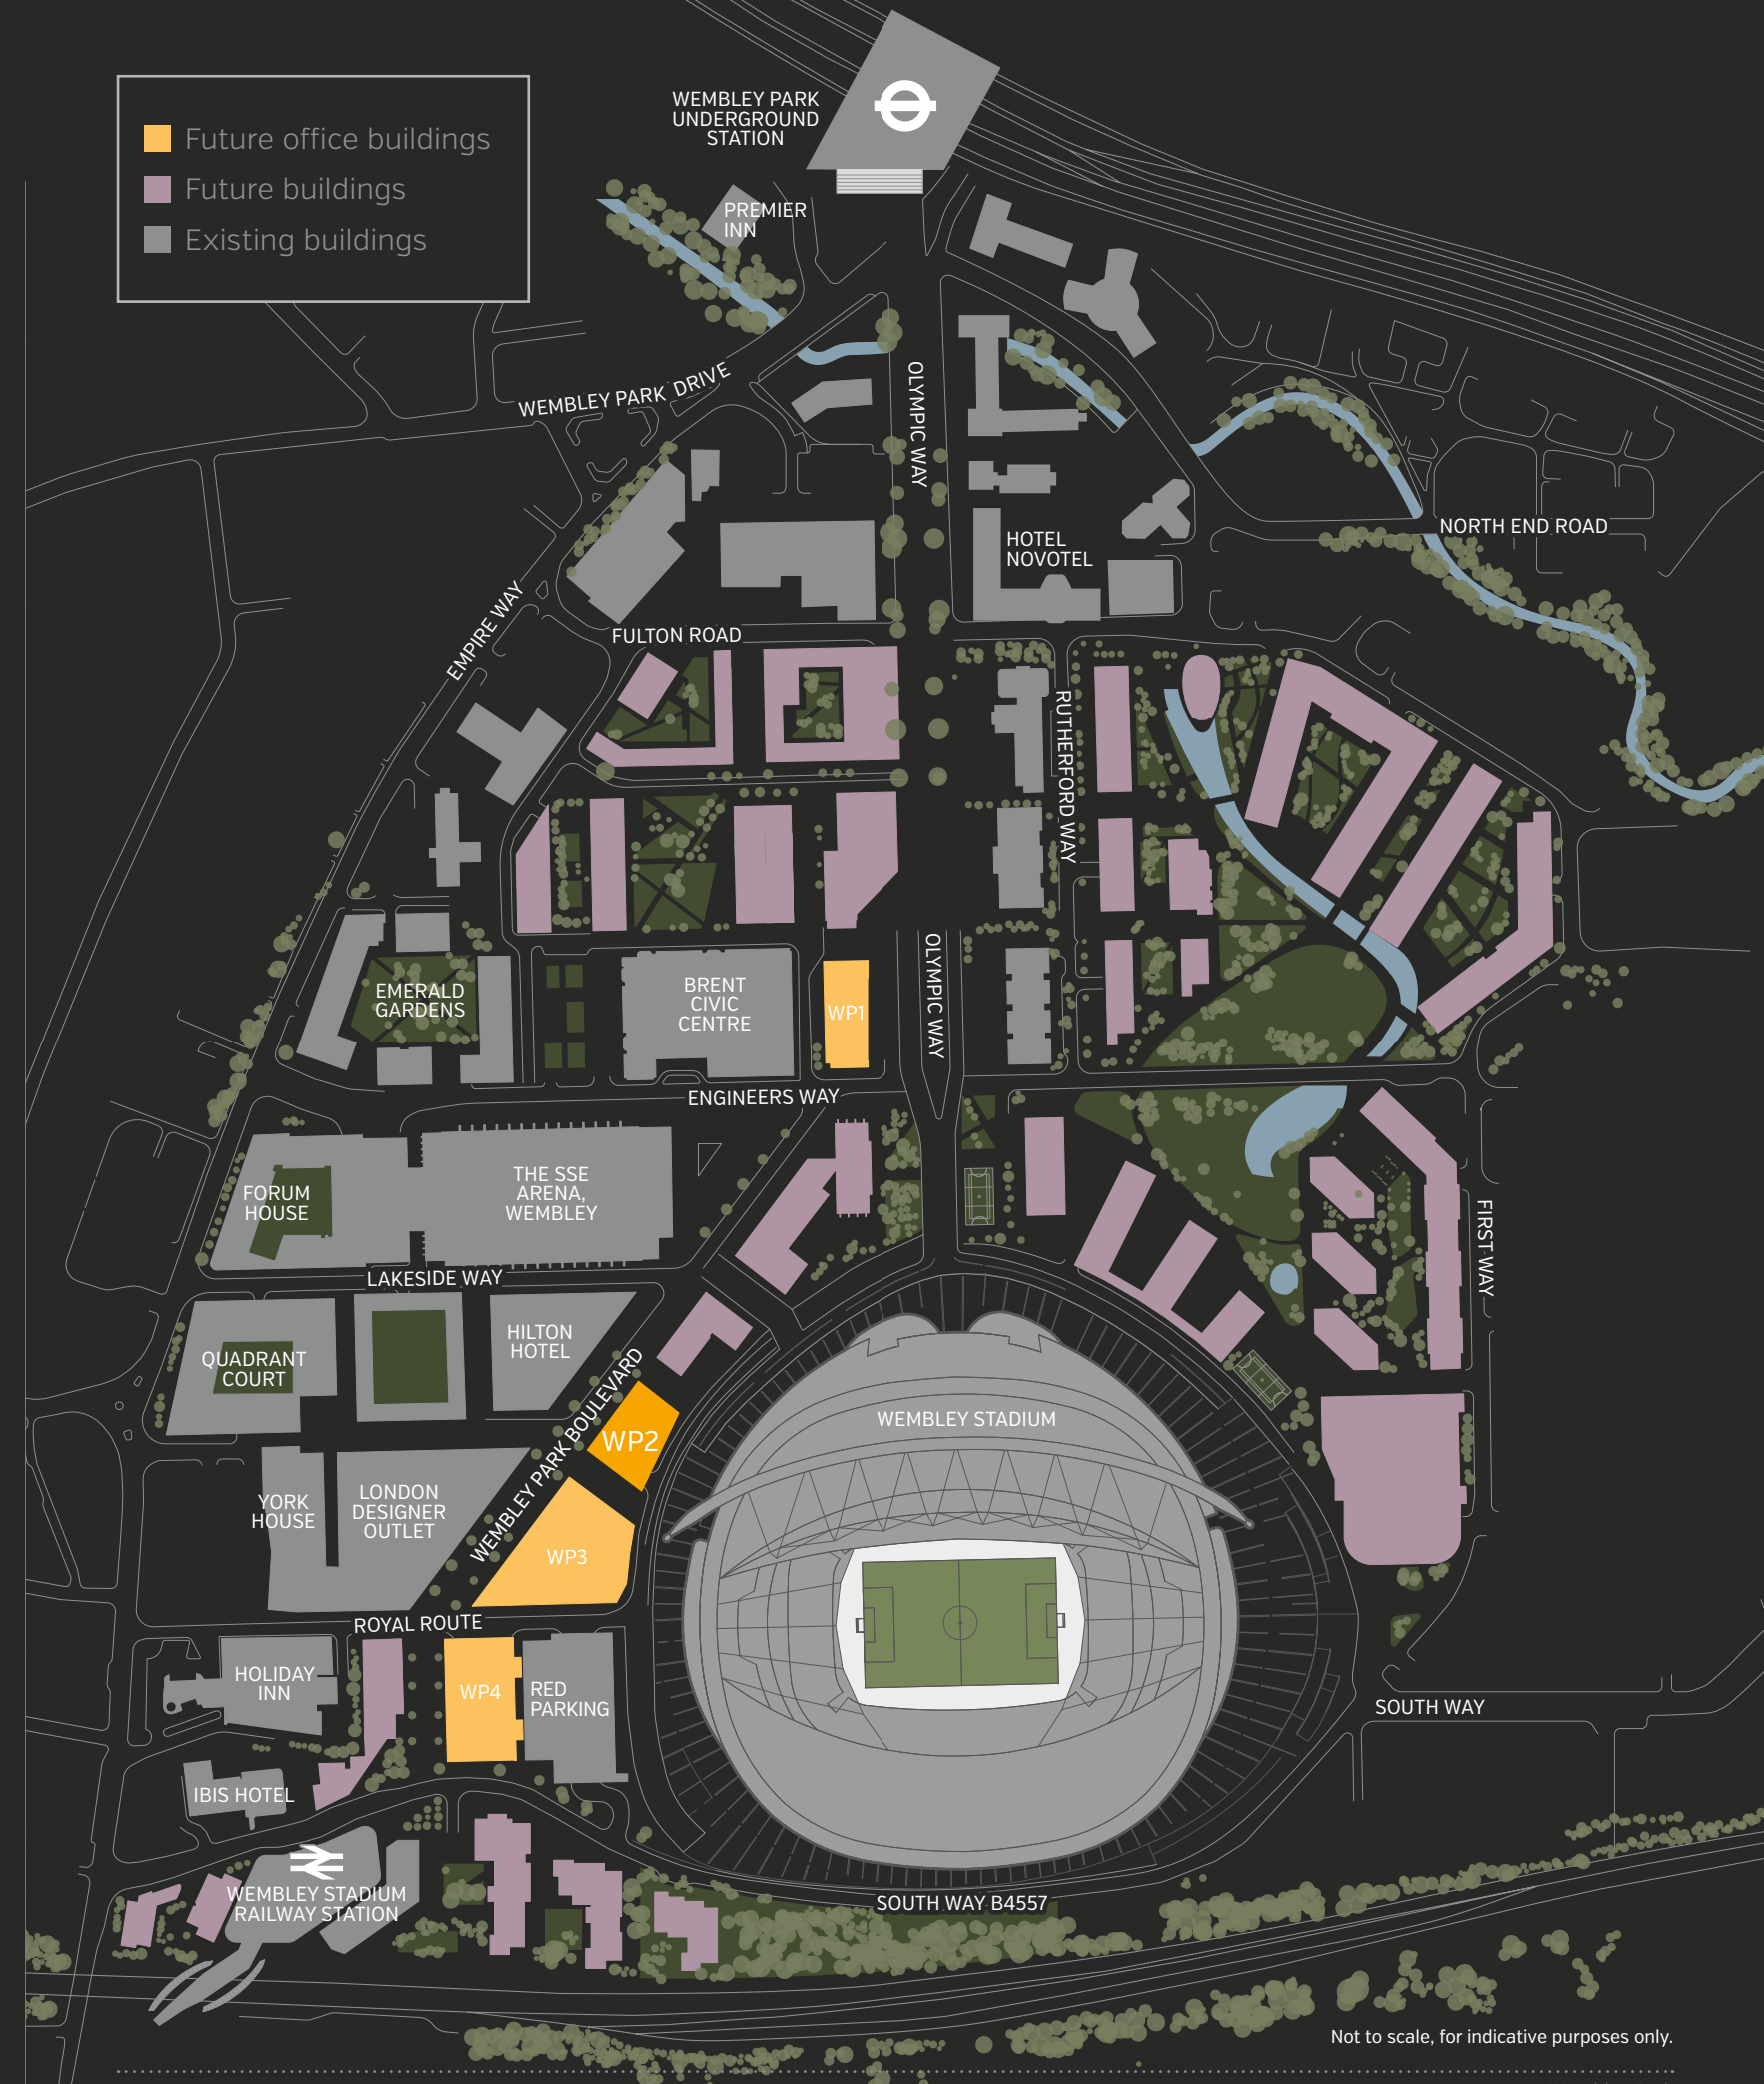 WEMBLEY PARK
UNDERGROUND
STATION
Future office buildings
Future buildings
Existing buildings
PREMIER
INN
WEMBLEY PARK DRIVE
OLYMPIC WAY
NORTH END ROAD
HOTEL
NOVOTEL
EMPIRE WAY
FULTON ROAD
RUTHERFORD WAY
EMERALD
GARDENS
BRENT
CIVIC
CENTRE
WP1
OLYMPIC WAY
ENGINEERS WAY
FORUM
HOUSE
THE SSE
ARENA,
WEMBLEY
FIRST WAY
LAKESIDE WAY
QUADRANT
COURT
HILTON
HOTEL
WEMBLEY PARK BOULEVARD
WP2
WEMBLEY STADIUM
YORK
HOUSE
LONDON
DESIGNER
OUTLET
WP3
ROYAL ROUTE
HOLIDAY
INN
WP4
RED
PARKING
SOUTH WAY
IBIS HOTEL
WEMBLEY STADIUM
RAILWAY STATION
SOUTH WAY B4557
Not to scale, for indicative purposes only.